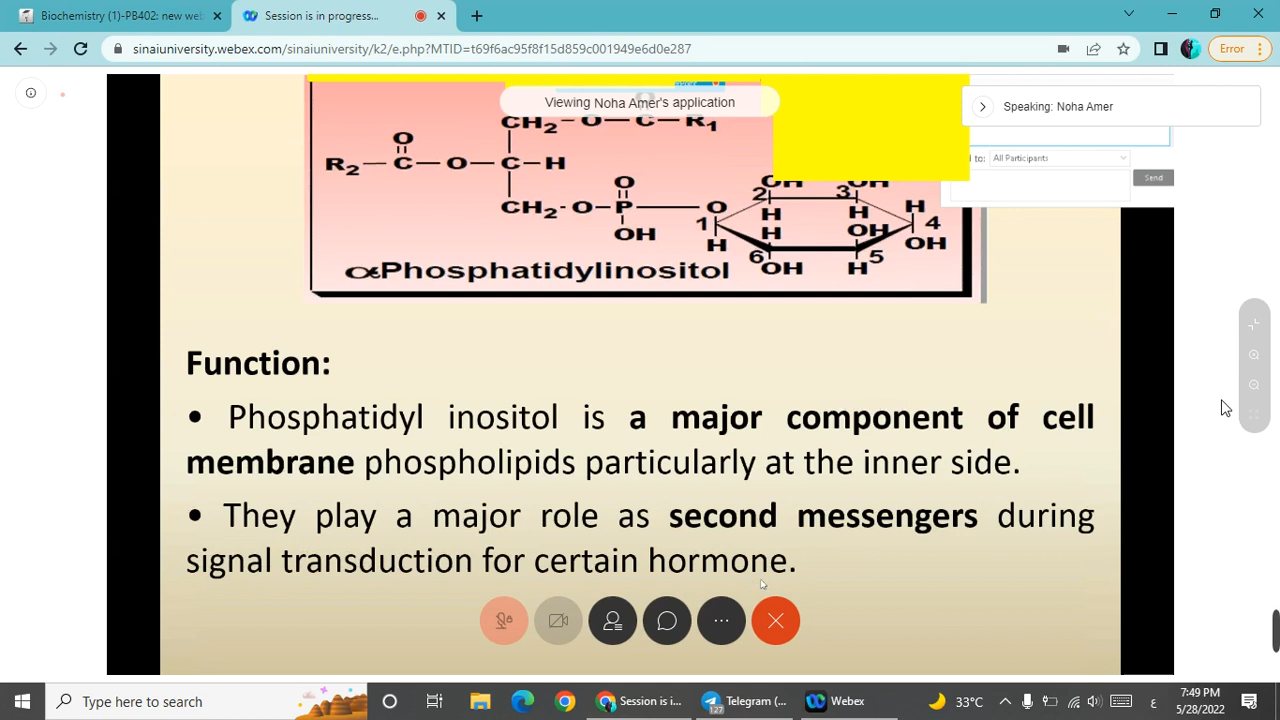 Biochemistry (1)-PB402: new web
Session is in progress...
sinaiuniversity.webex.com/sinaiuniversity/k2/e.php?MTID=t69f6ac95f8f15d859c001949e6d0e287
Error
Viewing Noha Amer's application
Speaking: Noha Amer
All Participants
Send
CH₂–O–C–R₁
O
R₂–C–O–C–H
O
CH₂–O–P–O
OH
1
H
2
OH
H
3
OH
H
H
4
OH
H
6
OH
OH
5
H
αPhosphatidylinositol
Function:
• Phosphatidyl inositol is a major component of cell
membrane phospholipids particularly at the inner side.
• They play a major role as second messengers during
signal transduction for certain hormone.
Type here to search
Session is i...
Telegram (...
127
Webex
33°C
ع
7:49 PM
5/28/2022